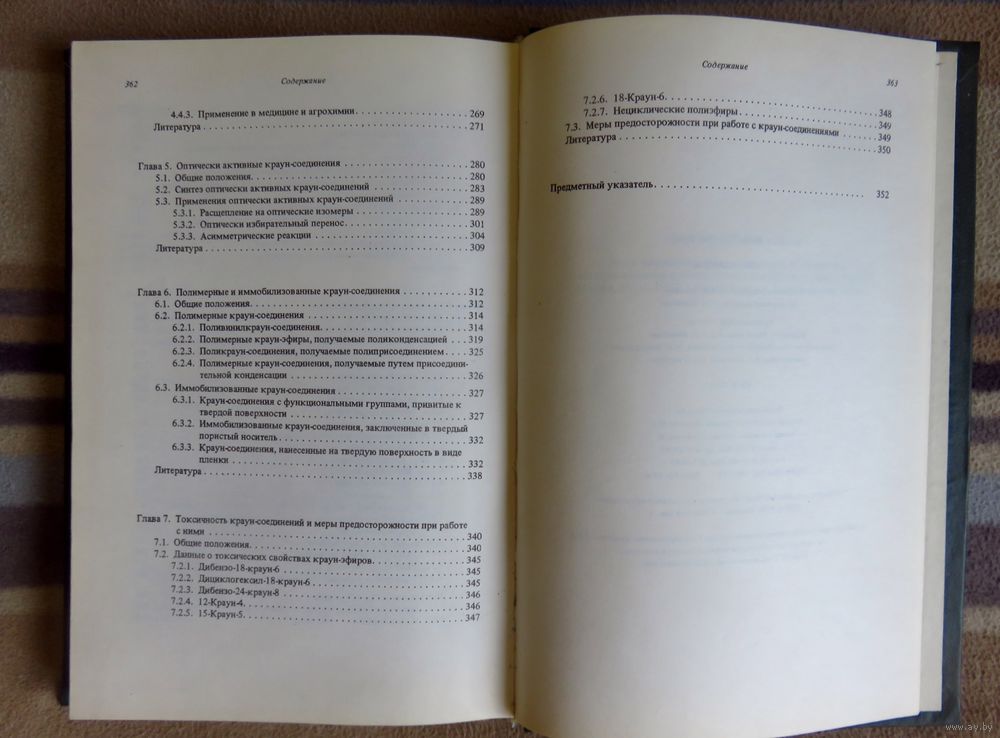 362
Содержание
4.4.3. Применение в медицине и агрохимии. . . . . . . . . . . . . . . . . . . . 269
Литература . . . . . . . . . . . . . . . . . . . . . . . . . . . . . . . . . . . . . . . . . . . . . 271
Глава 5. Оптически активные краун-соединения . . . . . . . . . . . . . . . . . . . . . . 280
5.1. Общие положения. . . . . . . . . . . . . . . . . . . . . . . . . . . . . . . . . . . . 280
5.2. Синтез оптически активных краун-соединений . . . . . . . . . . . . . . . . 283
5.3. Применения оптически активных краун-соединений . . . . . . . . . . . . . 289
5.3.1. Расщепление на оптические изомеры . . . . . . . . . . . . . . . . . . . 289
5.3.2. Оптически избирательный перенос. . . . . . . . . . . . . . . . . . . . . 301
5.3.3. Асимметрические реакции . . . . . . . . . . . . . . . . . . . . . . . . . . 304
Литература . . . . . . . . . . . . . . . . . . . . . . . . . . . . . . . . . . . . . . . . . . . 309
Глава 6. Полимерные и иммобилизованные краун-соединения . . . . . . . . . . . 312
6.1. Общие положения. . . . . . . . . . . . . . . . . . . . . . . . . . . . . . . . . . . . 312
6.2. Полимерные краун-соединения . . . . . . . . . . . . . . . . . . . . . . . . . . . 314
6.2.1. Поливинилкраун-соединения. . . . . . . . . . . . . . . . . . . . . . . . . 314
6.2.2. Полимерные краун-эфиры, получаемые поликонденсацией . . . 319
6.2.3. Поликраун-соединения, получаемые полиприсоединением. . . . 325
6.2.4. Полимерные краун-соединения, получаемые путем присоедини-
тельной конденсации . . . . . . . . . . . . . . . . . . . . . . . . . . . . . . 326
6.3. Иммобилизованные краун-соединения . . . . . . . . . . . . . . . . . . . . . . 327
6.3.1. Краун-соединения с функциональными группами, привитые к
твердой поверхности . . . . . . . . . . . . . . . . . . . . . . . . . . . . . . 327
6.3.2. Иммобилизованные краун-соединения, заключенные в твердый
пористый носитель. . . . . . . . . . . . . . . . . . . . . . . . . . . . . . . . 332
6.3.3. Краун-соединения, нанесенные на твердую поверхность в виде
пленки . . . . . . . . . . . . . . . . . . . . . . . . . . . . . . . . . . . . . . . . 332
Литература . . . . . . . . . . . . . . . . . . . . . . . . . . . . . . . . . . . . . . . . . . . 338
Глава 7. Токсичность краун-соединений и меры предосторожности при работе
с ними . . . . . . . . . . . . . . . . . . . . . . . . . . . . . . . . . . . . . . . . . . . 340
7.1. Общие положения. . . . . . . . . . . . . . . . . . . . . . . . . . . . . . . . . . . . 340
7.2. Данные о токсических свойствах краун-эфиров. . . . . . . . . . . . . . . . 345
7.2.1. Дибензо-18-краун-6 . . . . . . . . . . . . . . . . . . . . . . . . . . . . . . . 345
7.2.2. Дициклогексил-18-краун-6 . . . . . . . . . . . . . . . . . . . . . . . . . . 345
7.2.3. Дибензо-24-краун-8 . . . . . . . . . . . . . . . . . . . . . . . . . . . . . . . 346
7.2.4. 12-Краун-4. . . . . . . . . . . . . . . . . . . . . . . . . . . . . . . . . . . . . 346
7.2.5. 15-Краун-5. . . . . . . . . . . . . . . . . . . . . . . . . . . . . . . . . . . . . 347
Содержание
363
7.2.6. 18-Краун-6. . . . . . . . . . . . . . . . . . . . . . . . . . . . . . . . . . . . . 348
7.2.7. Нециклические полиэфиры. . . . . . . . . . . . . . . . . . . . . . . . . . 349
7.3. Меры предосторожности при работе с краун-соединениями . . . . . . . 349
Литература . . . . . . . . . . . . . . . . . . . . . . . . . . . . . . . . . . . . . . . . . . . 350
Предметный указатель. . . . . . . . . . . . . . . . . . . . . . . . . . . . 352
www.ay.by